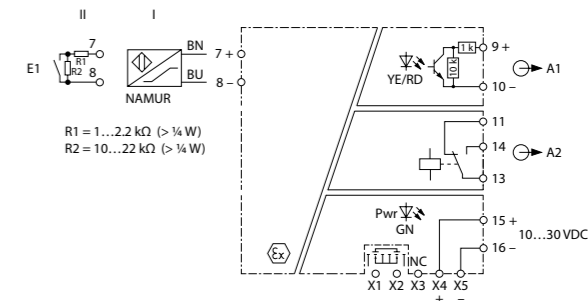 II I
E1
7
8
R1
R2
NAMUR
BN 7 +
BU 8 –
R1 = 1…2.2 kΩ (> ¼ W)
R2 = 10…22 kΩ (> ¼ W)
YE/RD
1 k
10 k
9 +
10 –
A1
11
14
13
A2
Pwr
GN
15 +
16 –
10…30 VDC
Ex
NC
X1 X2 X3 X4 X5
+ –